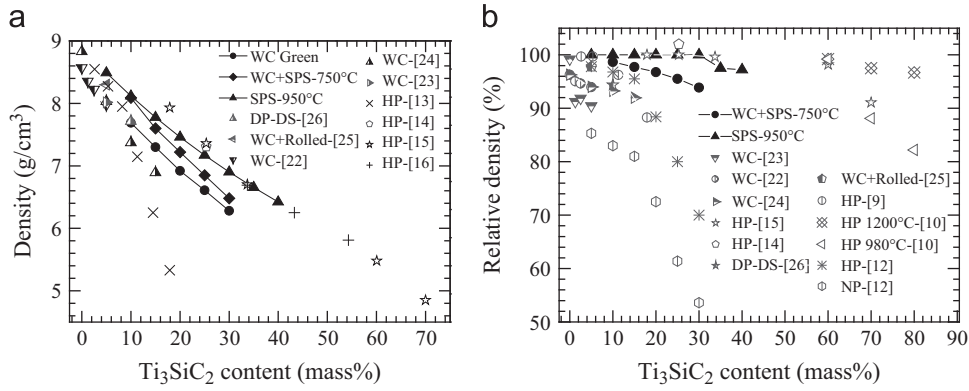 a
Density (g/cm3)
9
8
7
6
5
0 10 20 30 40 50 60 70
Ti3SiC2 content (mass%)
WC Green
WC+SPS-750°C
SPS-950°C
DP-DS-[26]
WC+Rolled-[25]
WC-[22]
WC-[24]
WC-[23]
HP-[13]
HP-[14]
HP-[15]
HP-[16]
b
Relative density (%)
100
90
80
70
60
50
0 10 20 30 40 50 60 70 80 90
Ti3SiC2 content (mass%)
WC+SPS-750°C
SPS-950°C
WC-[23]
WC-[22]
WC-[24]
HP-[15]
HP-[14]
DP-DS-[26]
WC+Rolled-[25]
HP-[9]
HP 1200°C-[10]
HP 980°C-[10]
HP-[12]
NP-[12]